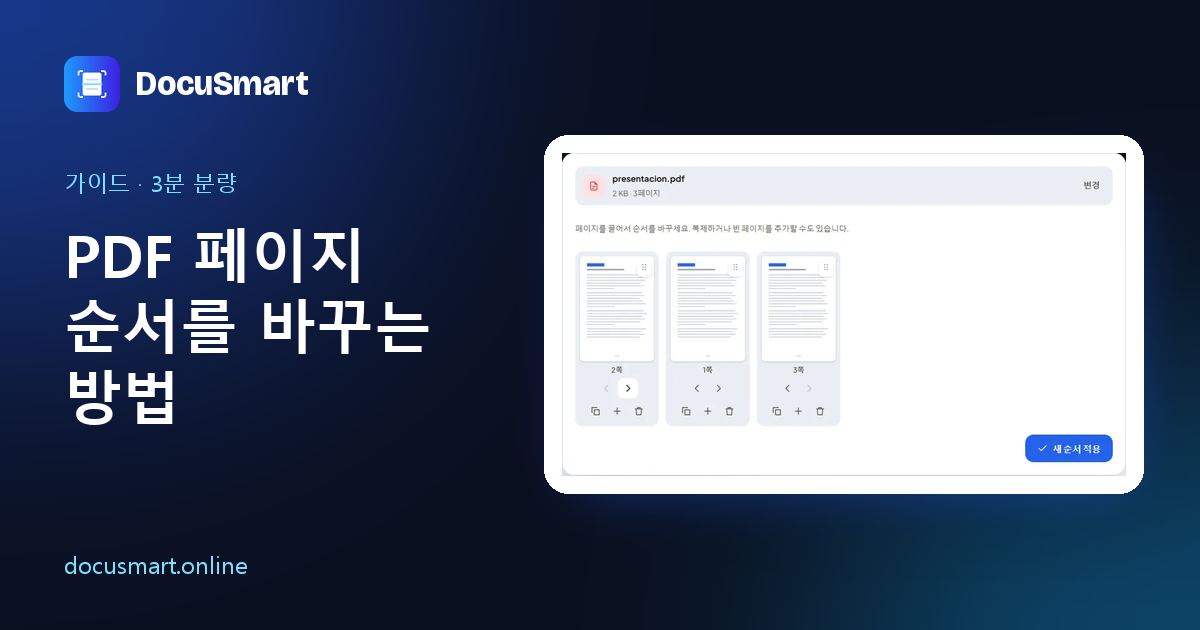 DocuSmart
가이드 · 3분 분량
PDF 페이지
순서를 바꾸는
방법
docusmart.online
presentacion.pdf
2 KB · 3페이지
변경
페이지를 끌어서 순서를 바꾸세요. 복제하거나 빈 페이지를 추가할 수도 있습니다.
2쪽
1쪽
3쪽
새 순서 적용